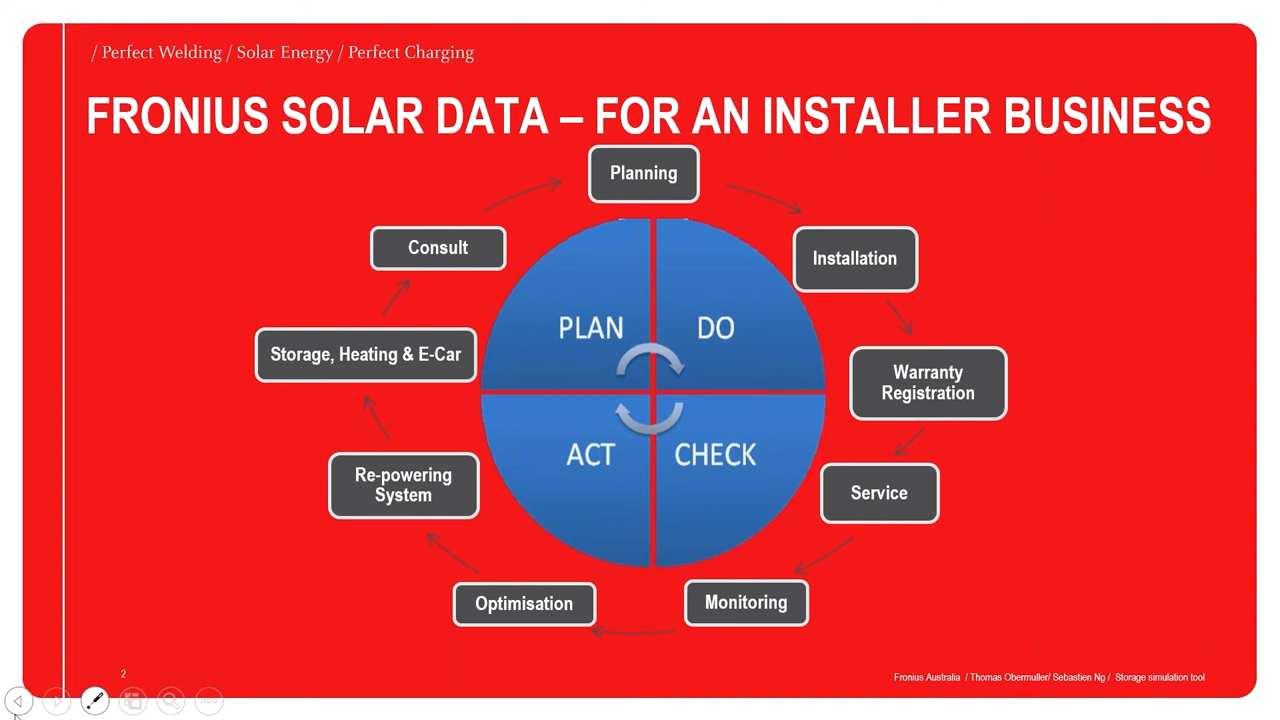 / Perfect Welding / Solar Energy / Perfect Charging
FRONIUS SOLAR DATA – FOR AN INSTALLER BUSINESS
Planning
Consult
Installation
Storage, Heating & E-Car
PLAN
DO
Warranty
Registration
ACT
CHECK
Re-powering
System
Service
Optimisation
Monitoring
2
Fronius Australia / Thomas Obermuller/ Sebastien Ng / Storage simulation tool